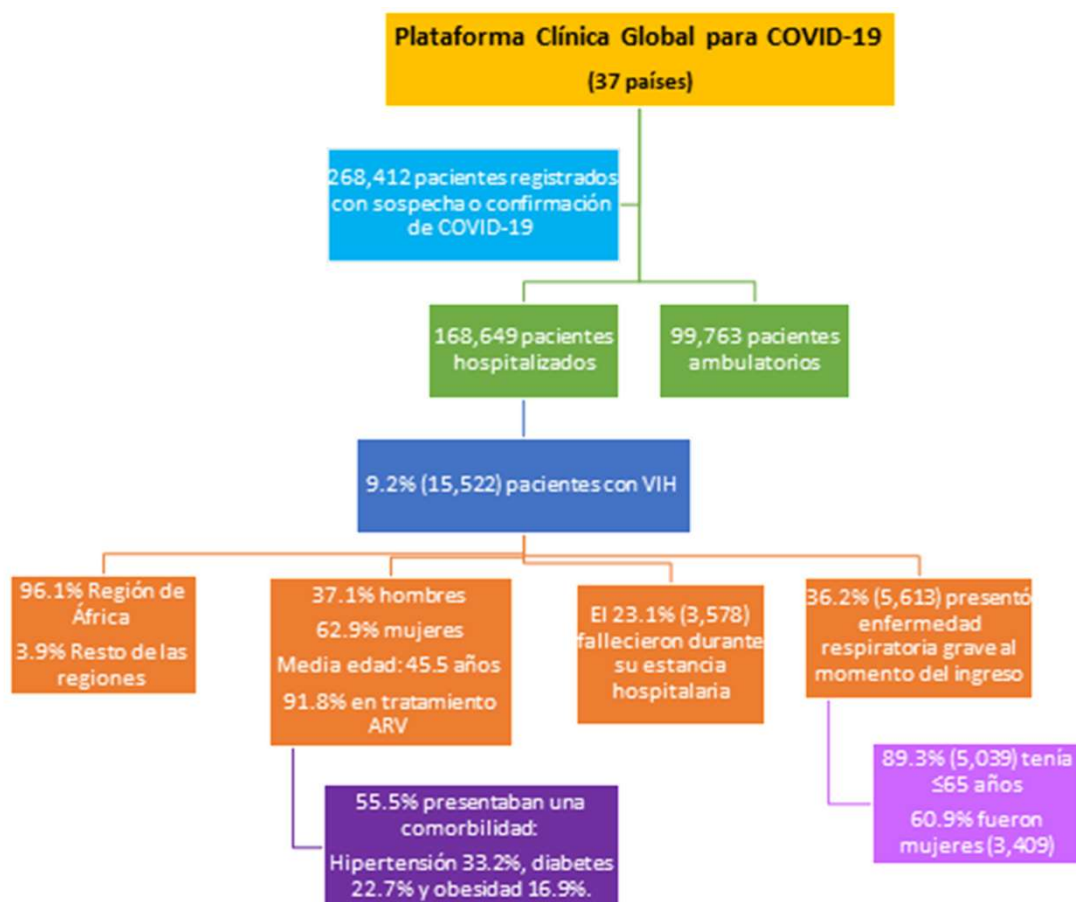 Plataforma Clínica Global para COVID-19
(37 países)
268,412 pacientes registrados
con sospecha o confirmación
de COVID-19
168,649 pacientes
hospitalizados
99,763 pacientes
ambulatorios
9.2% (15,522) pacientes con VIH
96.1% Región de
África
3.9% Resto de las
regiones
37.1% hombres
62.9% mujeres
Media edad: 45.5 años
91.8% en tratamiento
ARV
El 23.1% (3,578)
fallecieron durante
su estancia
hospitalaria
36.2% (5,613) presentó
enfermedad
respiratoria grave al
momento del ingreso
55.5% presentaban una
comorbilidad:
Hipertensión 33.2%, diabetes
22.7% y obesidad 16.9%.
89.3% (5,039) tenía
≤65 años
60.9% fueron
mujeres (3,409)